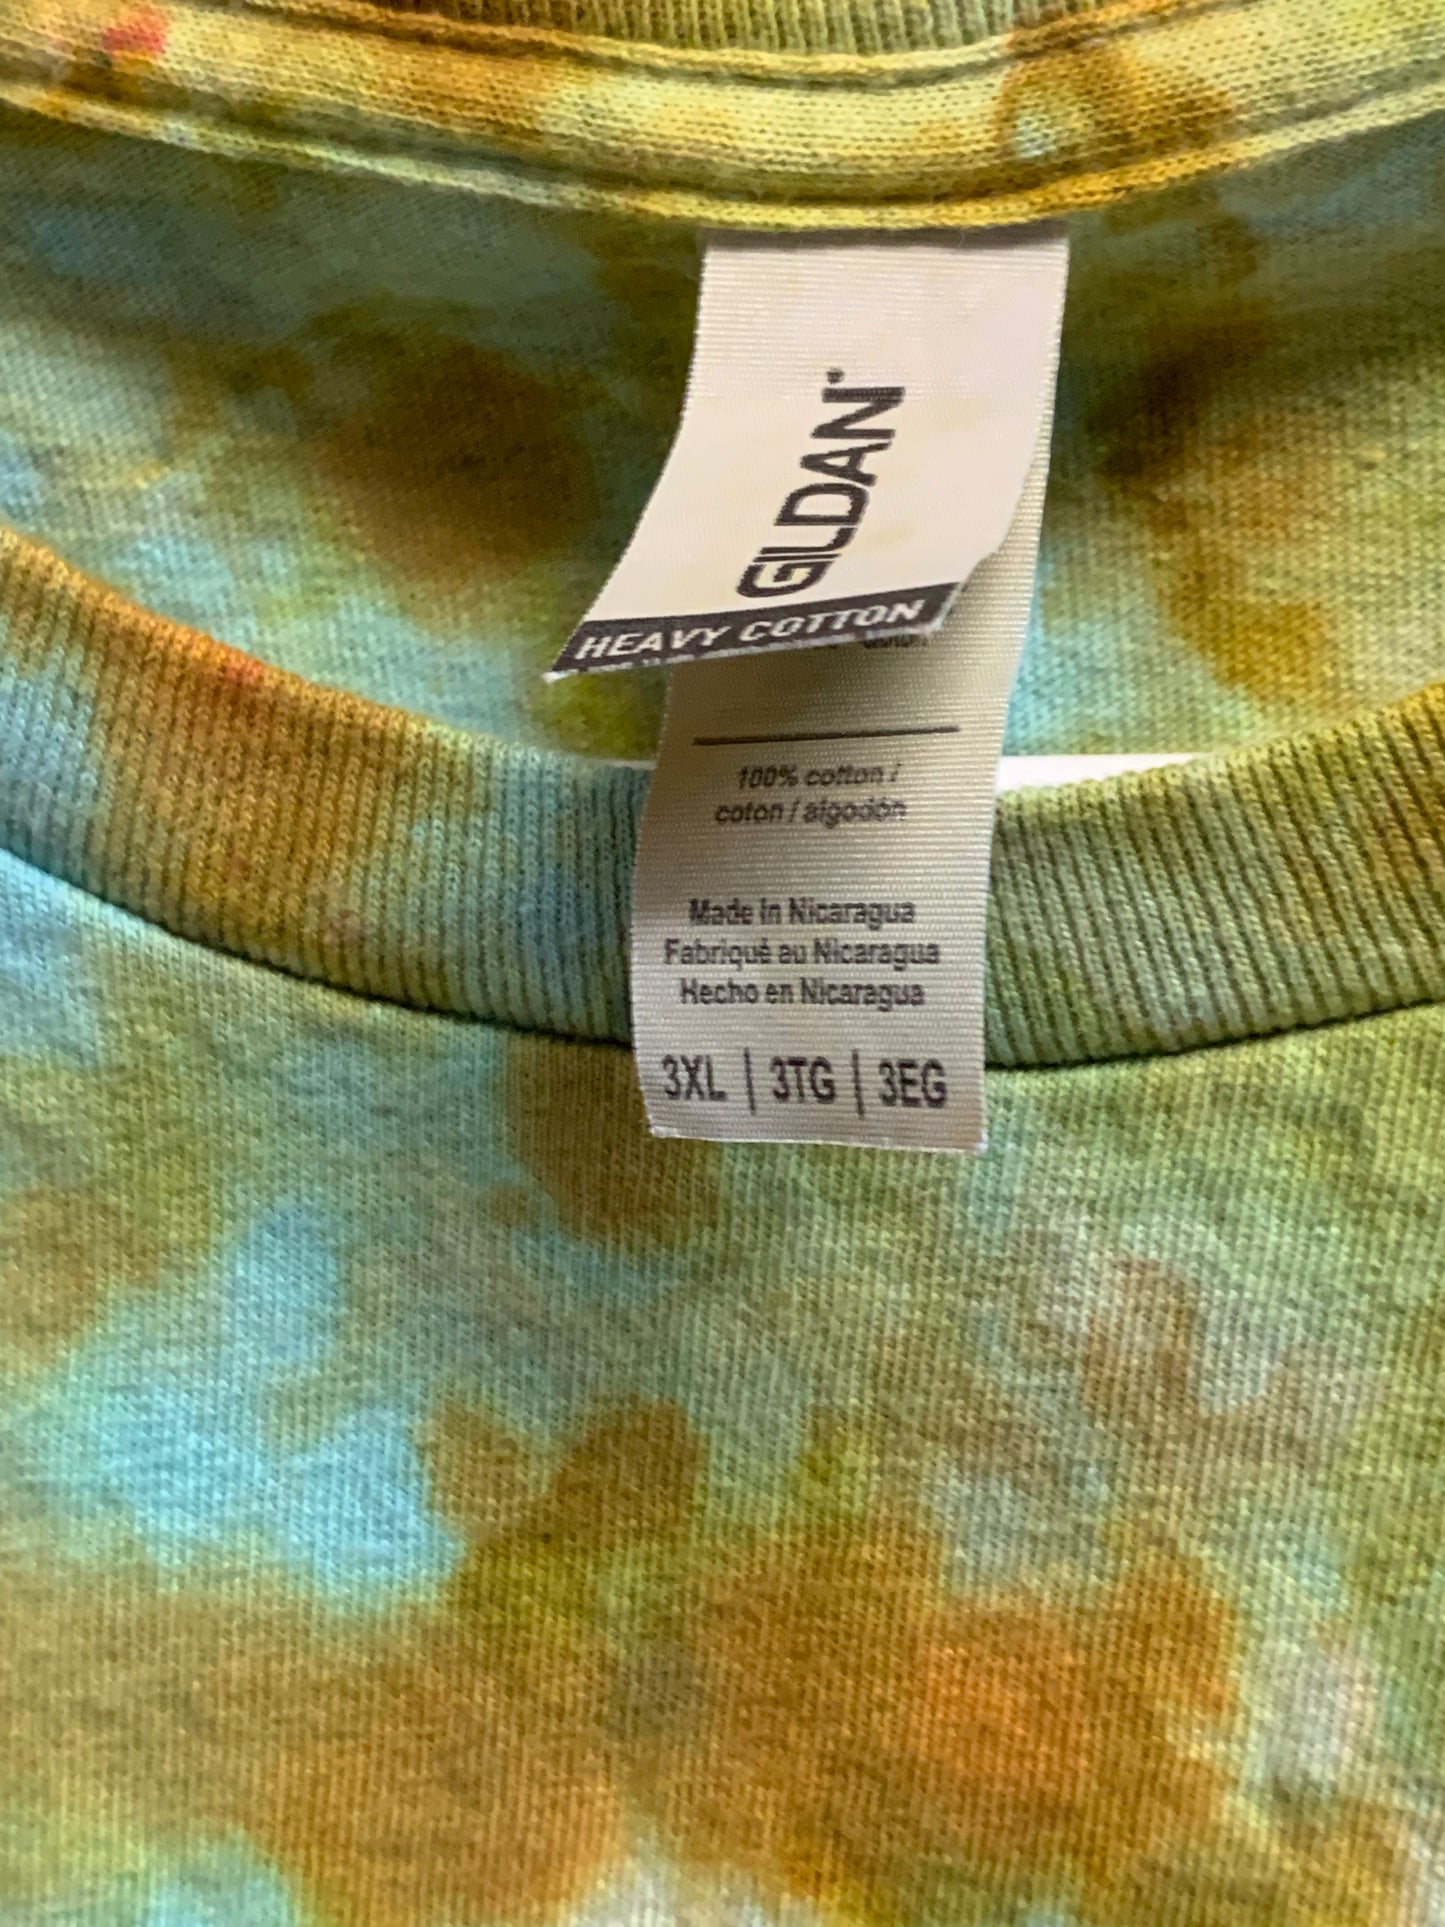 GILDAN
HEAVY COTTON
100% cotton /
coton / algodón
Made in Nicaragua
Fabriqué au Nicaragua
Hecho en Nicaragua
3XL | 3TG | 3EG